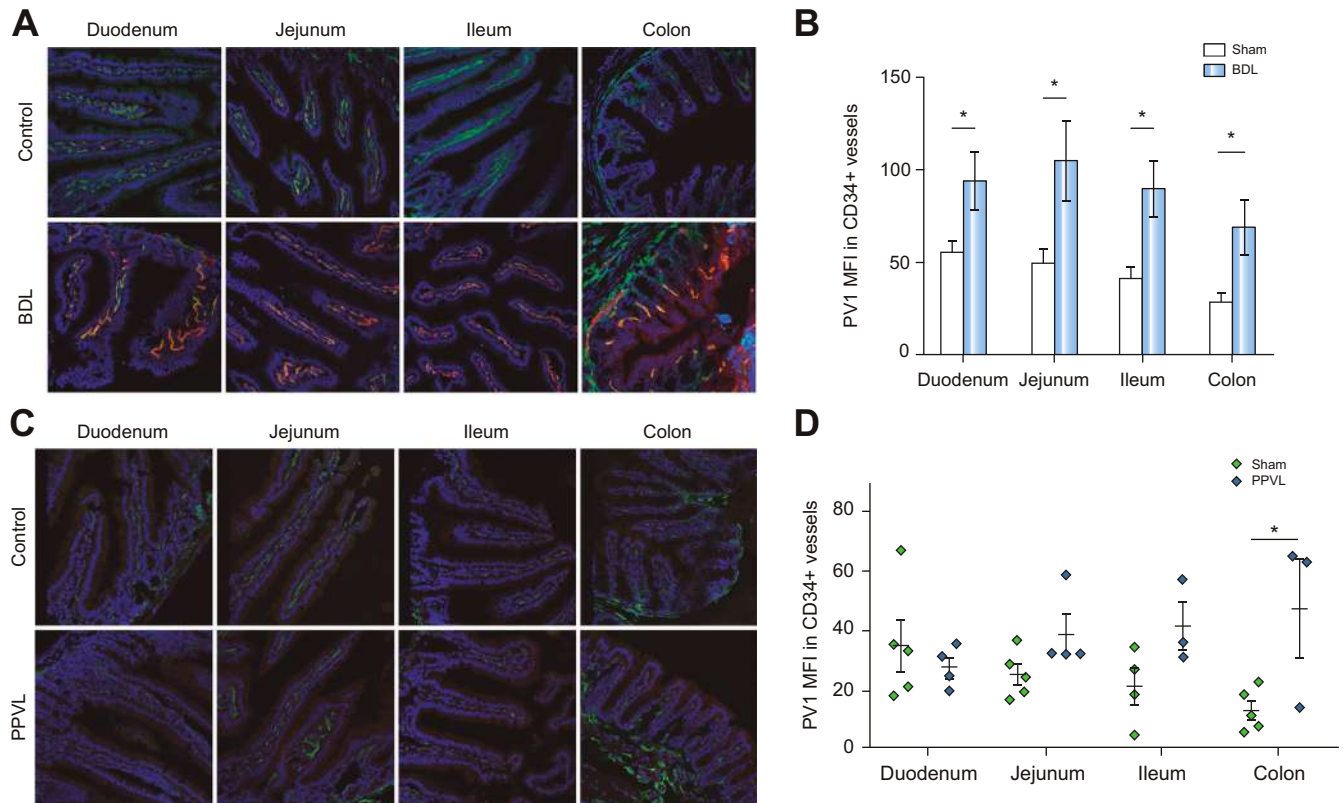 A
Duodenum Jejunum Ileum Colon
Control
BDL
B
Sham
BDL
PV1 MFI in CD34+ vessels
150
100
50
0
* * * *
Duodenum Jejunum Ileum Colon
C
Duodenum Jejunum Ileum Colon
Control
PPVL
D
Sham
PPVL
PV1 MFI in CD34+ vessels
80
60
40
20
0
*
Duodenum Jejunum Ileum Colon